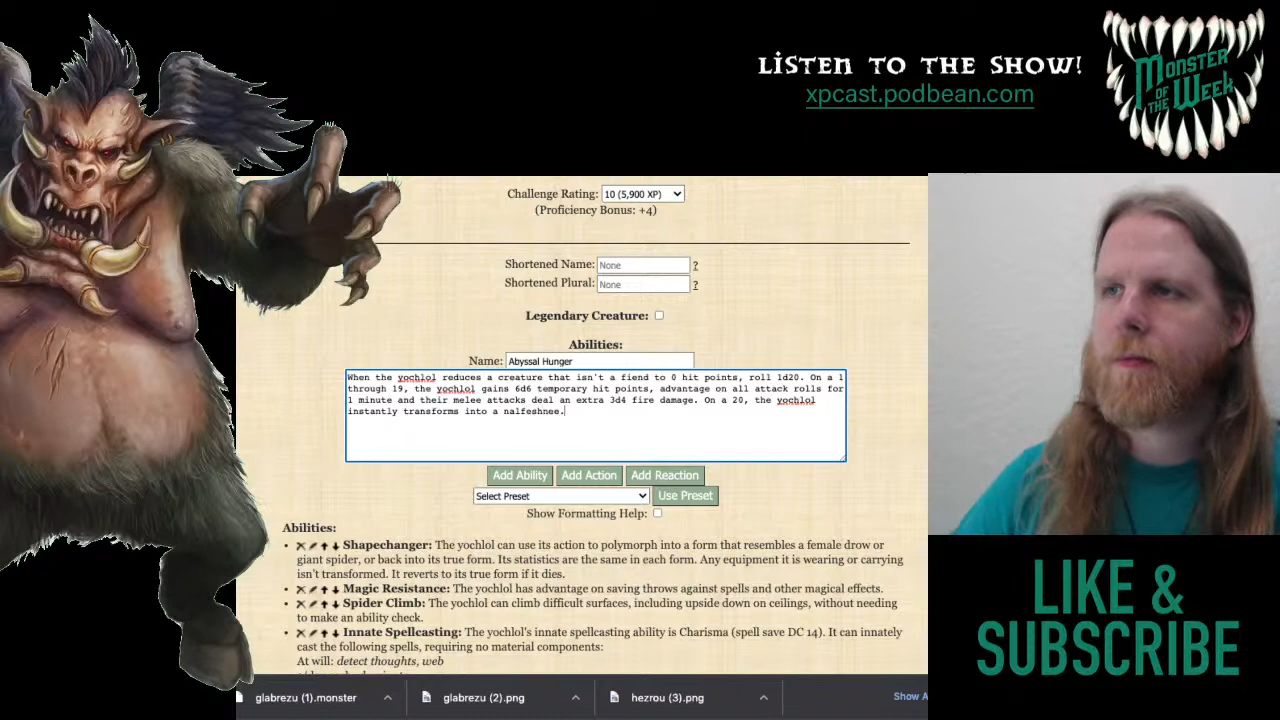 LISTEN TO THE SHOW!
xpcast.podbean.com
MONSTER
OF THE WEEK
Challenge Rating: 10 (5,900 XP)
(Proficiency Bonus: +4)
Shortened Name: None ?
Shortened Plural: None ?
Legendary Creature:
Abilities:
Name: Abyssal Hunger
When the yochlol reduces a creature that isn't a fiend to 0 hit points, roll 1d20. On a 1
through 19, the yochlol gains 6d6 temporary hit points, advantage on all attack rolls for
1 minute and their melee attacks deal an extra 3d4 fire damage. On a 20, the yochlol
instantly transforms into a nalfeshnee.
Add Ability Add Action Add Reaction
Select Preset Use Preset
Show Formatting Help:
Abilities:
Shapechanger: The yochlol can use its action to polymorph into a form that resembles a female drow or
giant spider, or back into its true form. Its statistics are the same in each form. Any equipment it is wearing or carrying
isn't transformed. It reverts to its true form if it dies.
Magic Resistance: The yochlol has advantage on saving throws against spells and other magical effects.
Spider Climb: The yochlol can climb difficult surfaces, including upside down on ceilings, without needing
to make an ability check.
Innate Spellcasting: The yochlol's innate spellcasting ability is Charisma (spell save DC 14). It can innately
cast the following spells, requiring no material components:
At will: detect thoughts, web
glabrezu (1).monster
glabrezu (2).png
hezrou (3).png
Show A
LIKE &
SUBSCRIBE